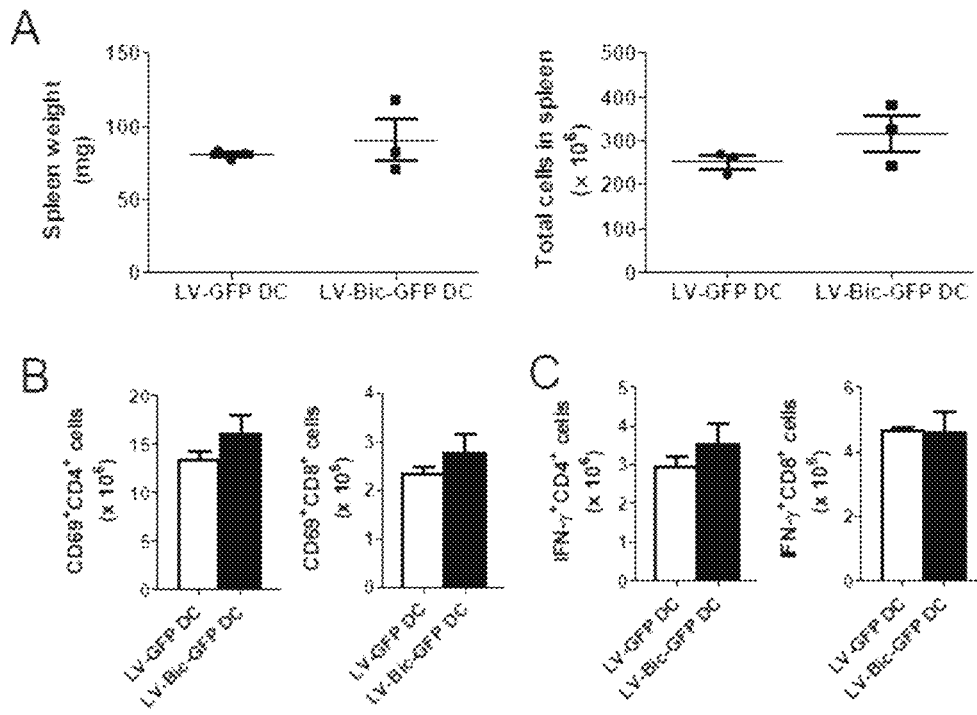 A
Spleen weight
(mg)
150
100
50
0
LV-GFP DC
LV-Bic-GFP DC
Total cells in spleen
(x 10⁶)
500
400
300
200
100
0
LV-GFP DC
LV-Bic-GFP DC
B
CD69⁺CD4⁺ cells
(x 10⁶)
20
15
10
5
0
LV-GFP DC
LV-Bic-GFP DC
CD69⁺CD8⁺ cells
(x 10⁶)
4
3
2
1
0
LV-GFP DC
LV-Bic-GFP DC
C
IFN-γ⁺CD4⁺ cells
(x 10⁶)
5
4
3
2
1
0
LV-GFP DC
LV-Bic-GFP DC
IFN-γ⁺CD8⁺ cells
(x 10⁶)
6
4
2
0
LV-GFP DC
LV-Bic-GFP DC